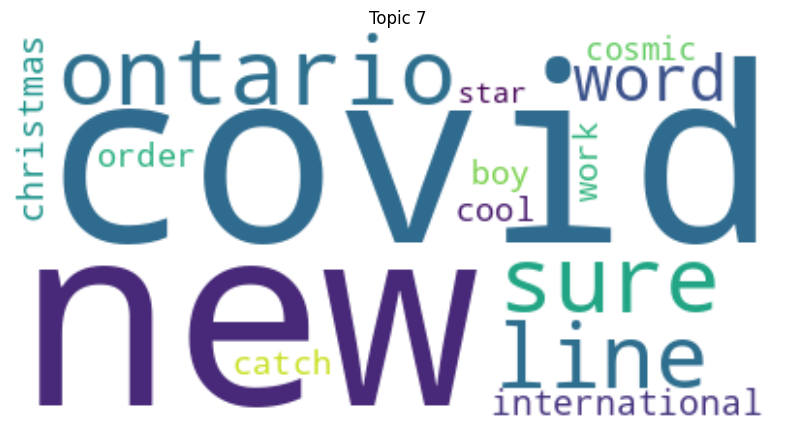 Topic 7
christmas
ontario
star
cosmic
word
covid
order
boy
cool
work
new
catch
sure
line
international